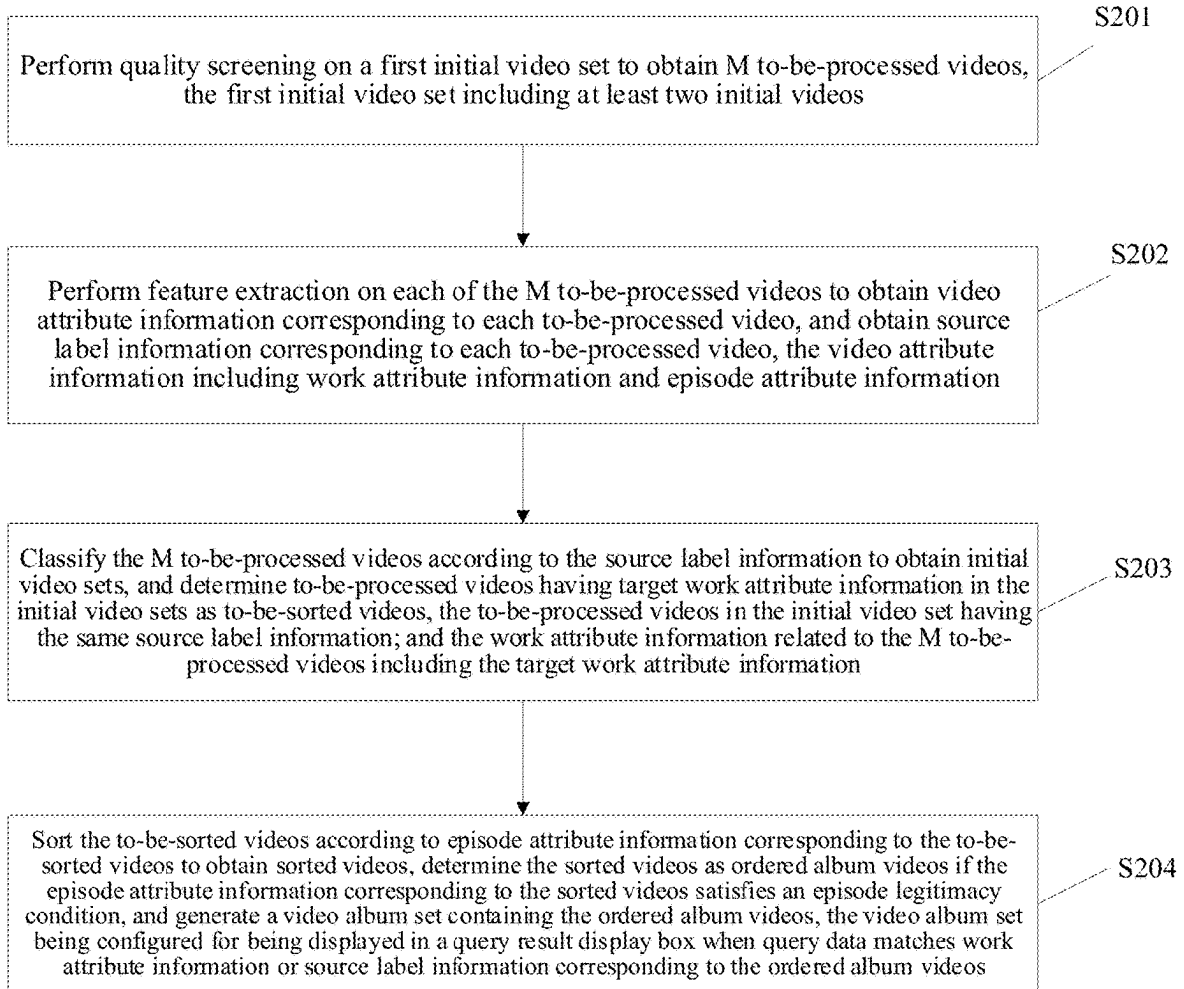 S201
Perform quality screening on a first initial video set to obtain M to-be-processed videos,
the first initial video set including at least two initial videos
S202
Perform feature extraction on each of the M to-be-processed videos to obtain video
attribute information corresponding to each to-be-processed video, and obtain source
label information corresponding to each to-be-processed video, the video attribute
information including work attribute information and episode attribute information
S203
Classify the M to-be-processed videos according to the source label information to obtain initial
video sets, and determine to-be-processed videos having target work attribute information in the
initial video sets as to-be-sorted videos, the to-be-processed videos in the initial video set having
the same source label information; and the work attribute information related to the M to-be-
processed videos including the target work attribute information
S204
Sort the to-be-sorted videos according to episode attribute information corresponding to the to-be-
sorted videos to obtain sorted videos, determine the sorted videos as ordered album videos if the
episode attribute information corresponding to the sorted videos satisfies an episode legitimacy
condition, and generate a video album set containing the ordered album videos, the video album set
being configured for being displayed in a query result display box when query data matches work
attribute information or source label information corresponding to the ordered album videos